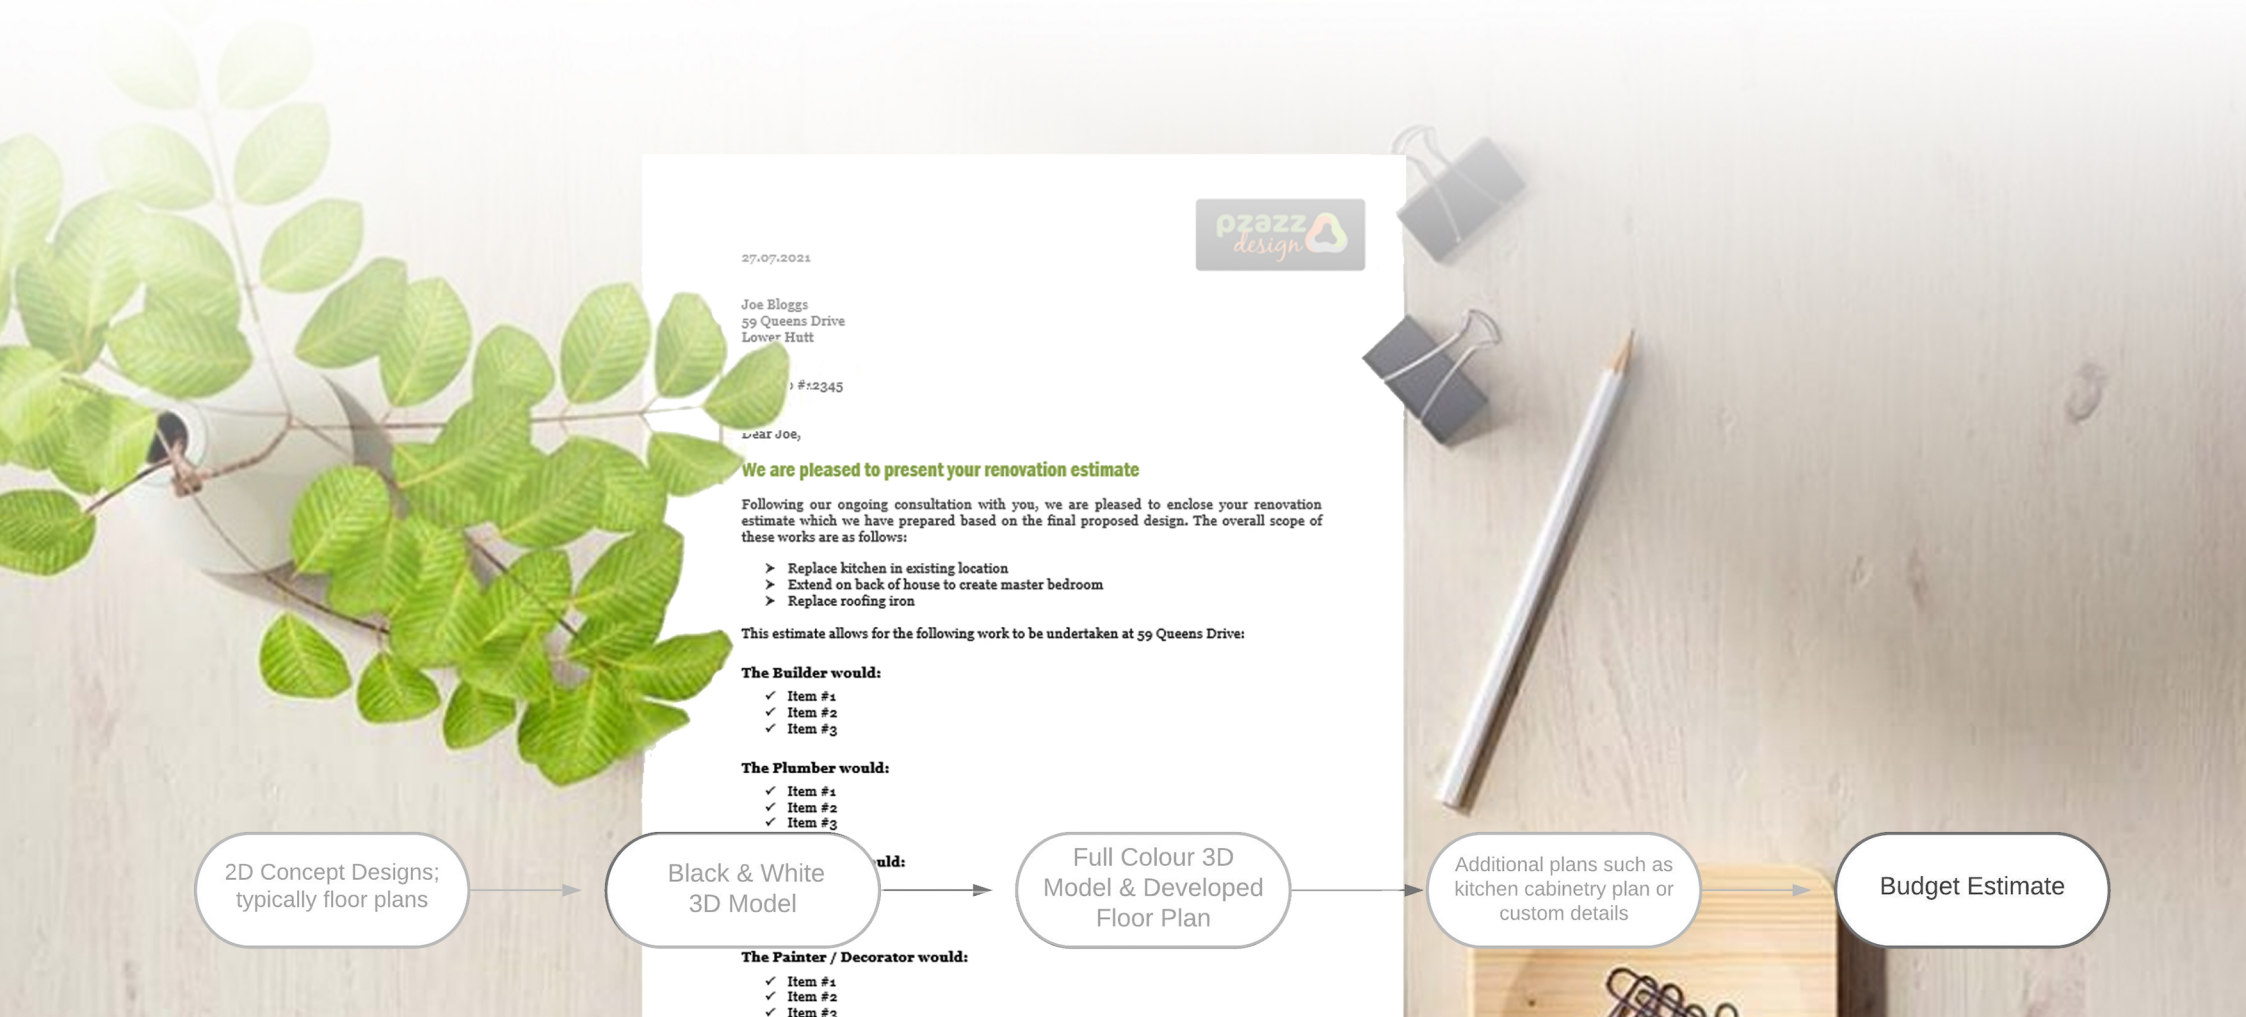 pzazz
design
27.07.2021
Joe Bloggs
59 Queens Drive
Lower Hutt
#12345
Dear Joe,
We are pleased to present your renovation estimate
Following our ongoing consultation with you, we are pleased to enclose your renovation
estimate which we have prepared based on the final proposed design. The overall scope of
these works are as follows:
➤ Replace kitchen in existing location
➤ Extend on back of house to create master bedroom
➤ Replace roofing iron
This estimate allows for the following work to be undertaken at 59 Queens Drive:
The Builder would:
✓ Item #1
✓ Item #2
✓ Item #3
The Plumber would:
✓ Item #1
✓ Item #2
✓ Item #3
The Painter / Decorator would:
✓ Item #1
✓ Item #2
✓ Item #3
2D Concept Designs;
typically floor plans
Black & White
3D Model
Full Colour 3D
Model & Developed
Floor Plan
Additional plans such as
kitchen cabinetry plan or
custom details
Budget Estimate